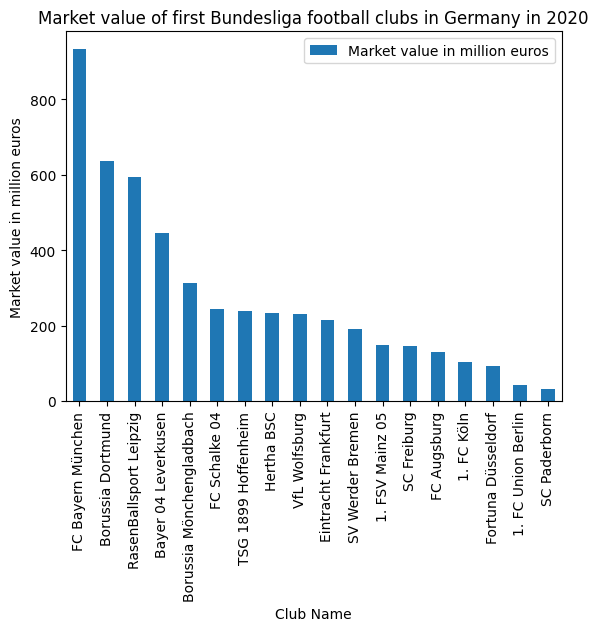 Market value of first Bundesliga football clubs in Germany in 2020
Market value in million euros
Market value in million euros
800
600
400
200
0
FC Bayern München
Borussia Dortmund
RasenBallsport Leipzig
Bayer 04 Leverkusen
Borussia Mönchengladbach
FC Schalke 04
TSG 1899 Hoffenheim
Hertha BSC
VfL Wolfsburg
Eintracht Frankfurt
SV Werder Bremen
1. FSV Mainz 05
SC Freiburg
FC Augsburg
1. FC Köln
Fortuna Düsseldorf
1. FC Union Berlin
SC Paderborn
Club Name